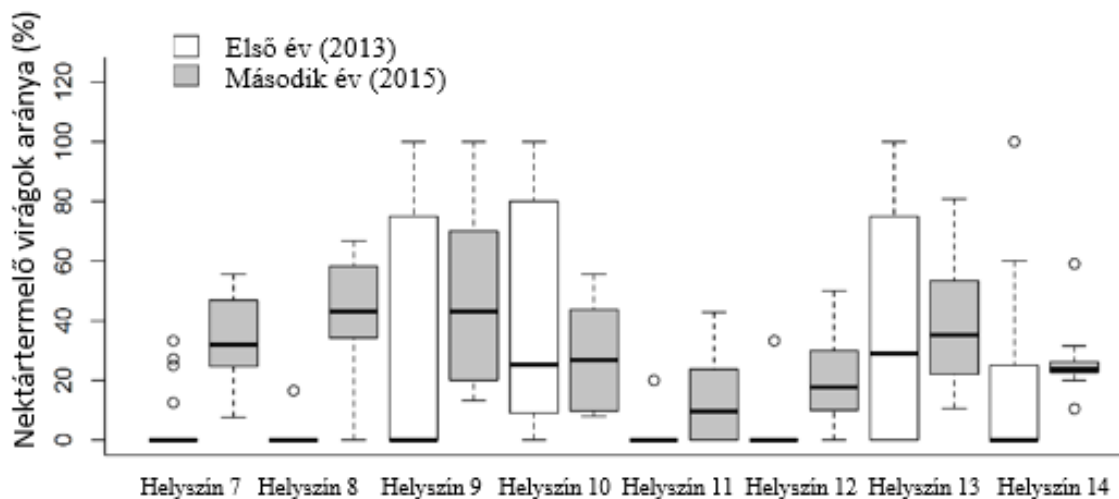 Nektártermelő virágok aránya (%)
Első év (2013)
Második év (2015)
120
100
80
60
40
20
0
Helyszín 7 Helyszín 8 Helyszín 9 Helyszín 10 Helyszín 11 Helyszín 12 Helyszín 13 Helyszín 14